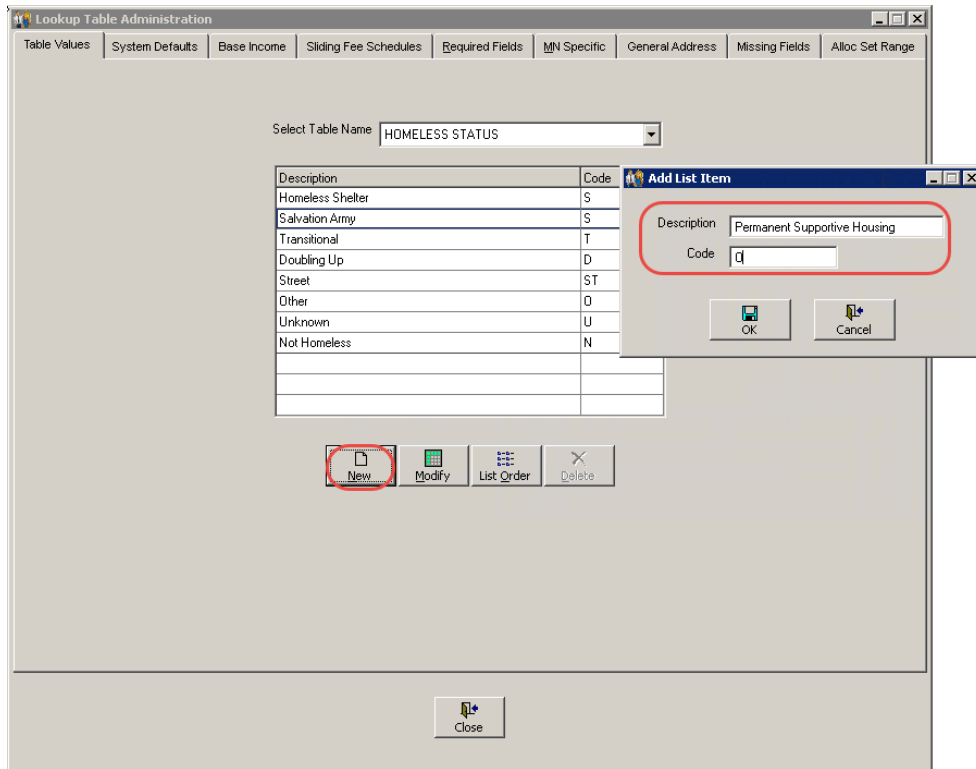 Lookup Table Administration
Table Values System Defaults Base Income Sliding Fee Schedules Required Fields MN Specific General Address Missing Fields Alloc Set Range
Select Table Name HOMELESS STATUS
Description Code
Homeless Shelter S
Salvation Army S
Transitional T
Doubling Up D
Street ST
Other O
Unknown U
Not Homeless N
Add List Item
Description Permanent Supportive Housing
Code O
OK Cancel
New Modify List Order Delete
Close